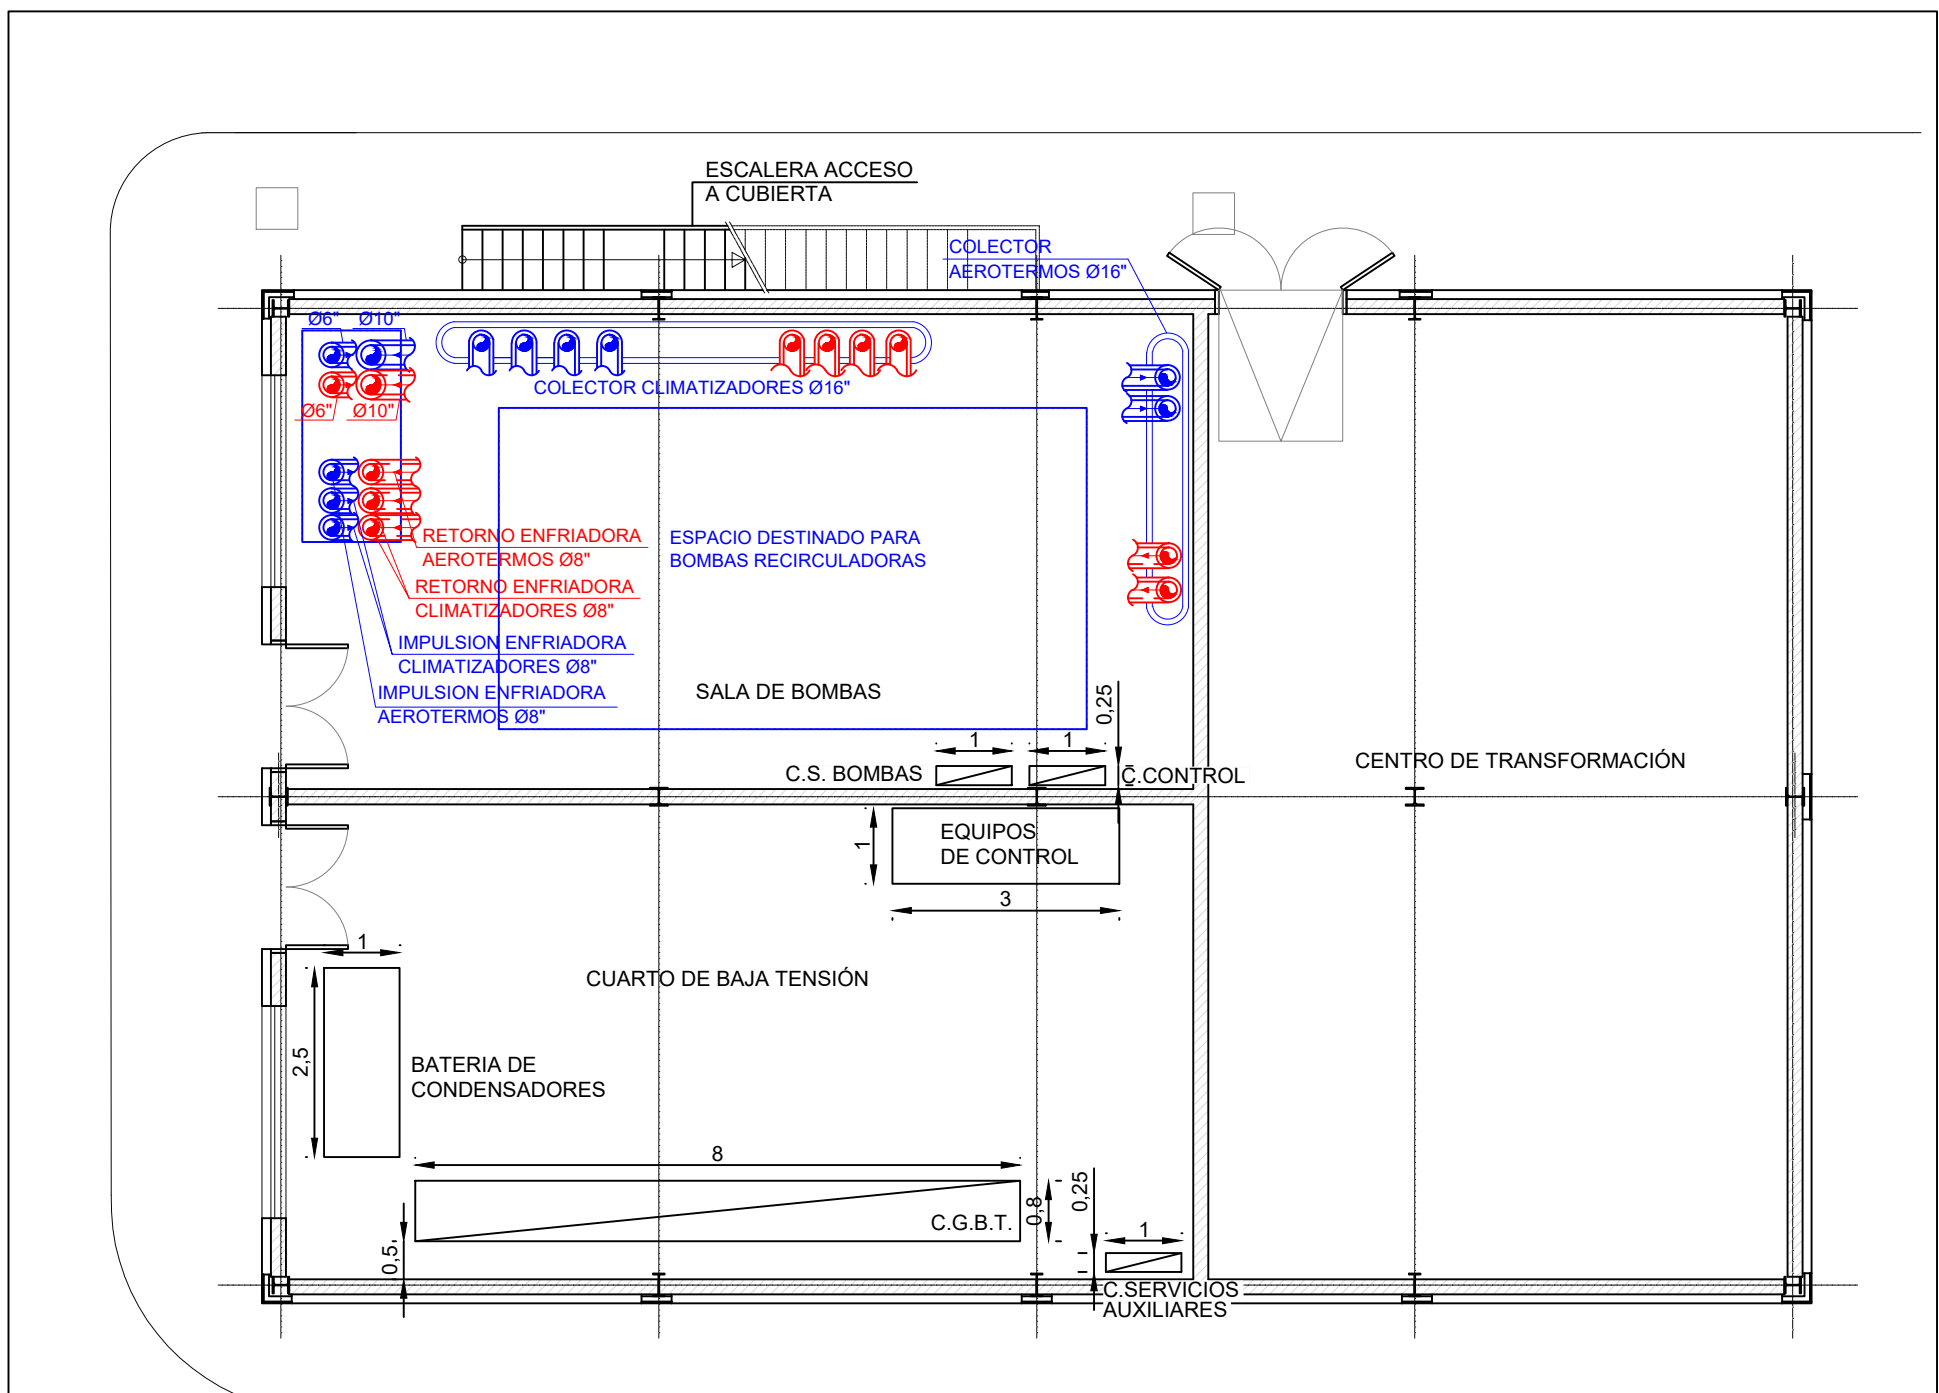 ESCALERA ACCESO
A CUBIERTA
COLECTOR
AEROTERMOS Ø16"
Ø6"
Ø10"
COLECTOR CLIMATIZADORES Ø16"
Ø6"
Ø10"
RETORNO ENFRIADORA
AEROTERMOS Ø8"
ESPACIO DESTINADO PARA
BOMBAS RECIRCULADORAS
RETORNO ENFRIADORA
CLIMATIZADORES Ø8"
IMPULSION ENFRIADORA
CLIMATIZADORES Ø8"
IMPULSION ENFRIADORA
AEROTERMOS Ø8"
SALA DE BOMBAS
0,25
1
1
C.S. BOMBAS
C.CONTROL
CENTRO DE TRANSFORMACIÓN
EQUIPOS
DE CONTROL
1
3
1
CUARTO DE BAJA TENSIÓN
2,5
BATERIA DE
CONDENSADORES
8
C.G.B.T.
0,8
0,25
1
0,5
C.SERVICIOS
AUXILIARES